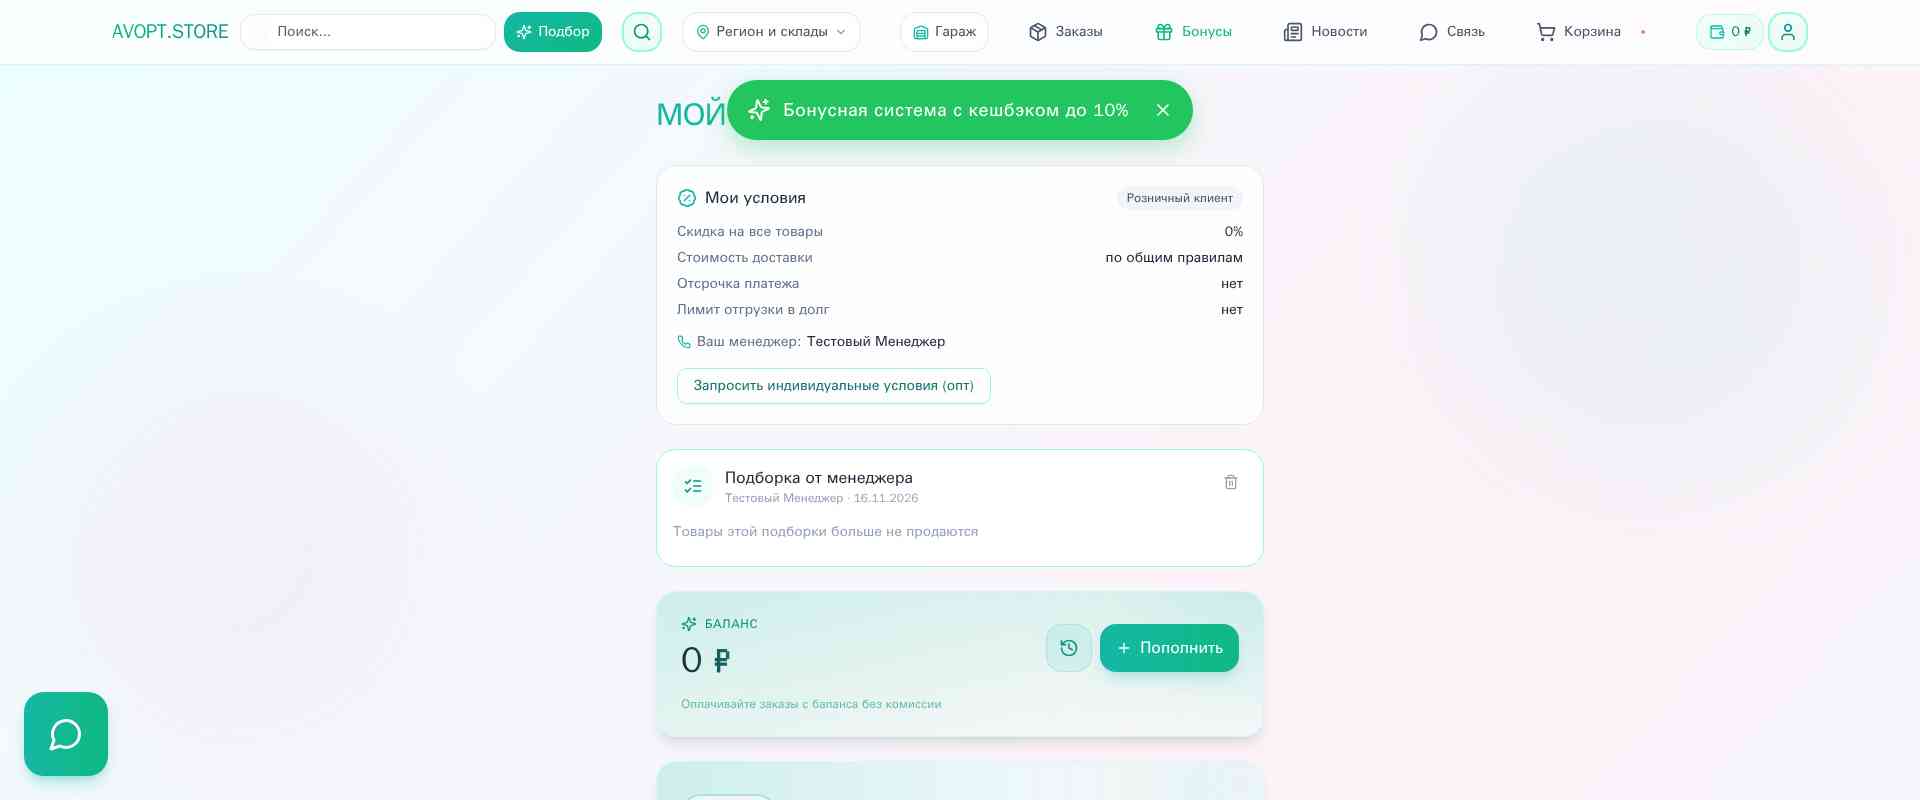 AVOPT.STORE
Поиск...
Подбор
Регион и склады
Гараж
Заказы
Бонусы
Новости
Связь
Корзина
0 ₽
МОЙ
Бонусная система с кешбэком до 10%
Мои условия
Розничный клиент
Скидка на все товары 0%
Стоимость доставки по общим правилам
Отсрочка платежа нет
Лимит отгрузки в долг нет
Ваш менеджер: Тестовый Менеджер
Запросить индивидуальные условия (опт)
Подборка от менеджера
Тестовый Менеджер · 16.11.2026
Товары этой подборки больше не продаются
БАЛАНС
0 ₽
Пополнить
Оплачивайте заказы с баланса без комиссии